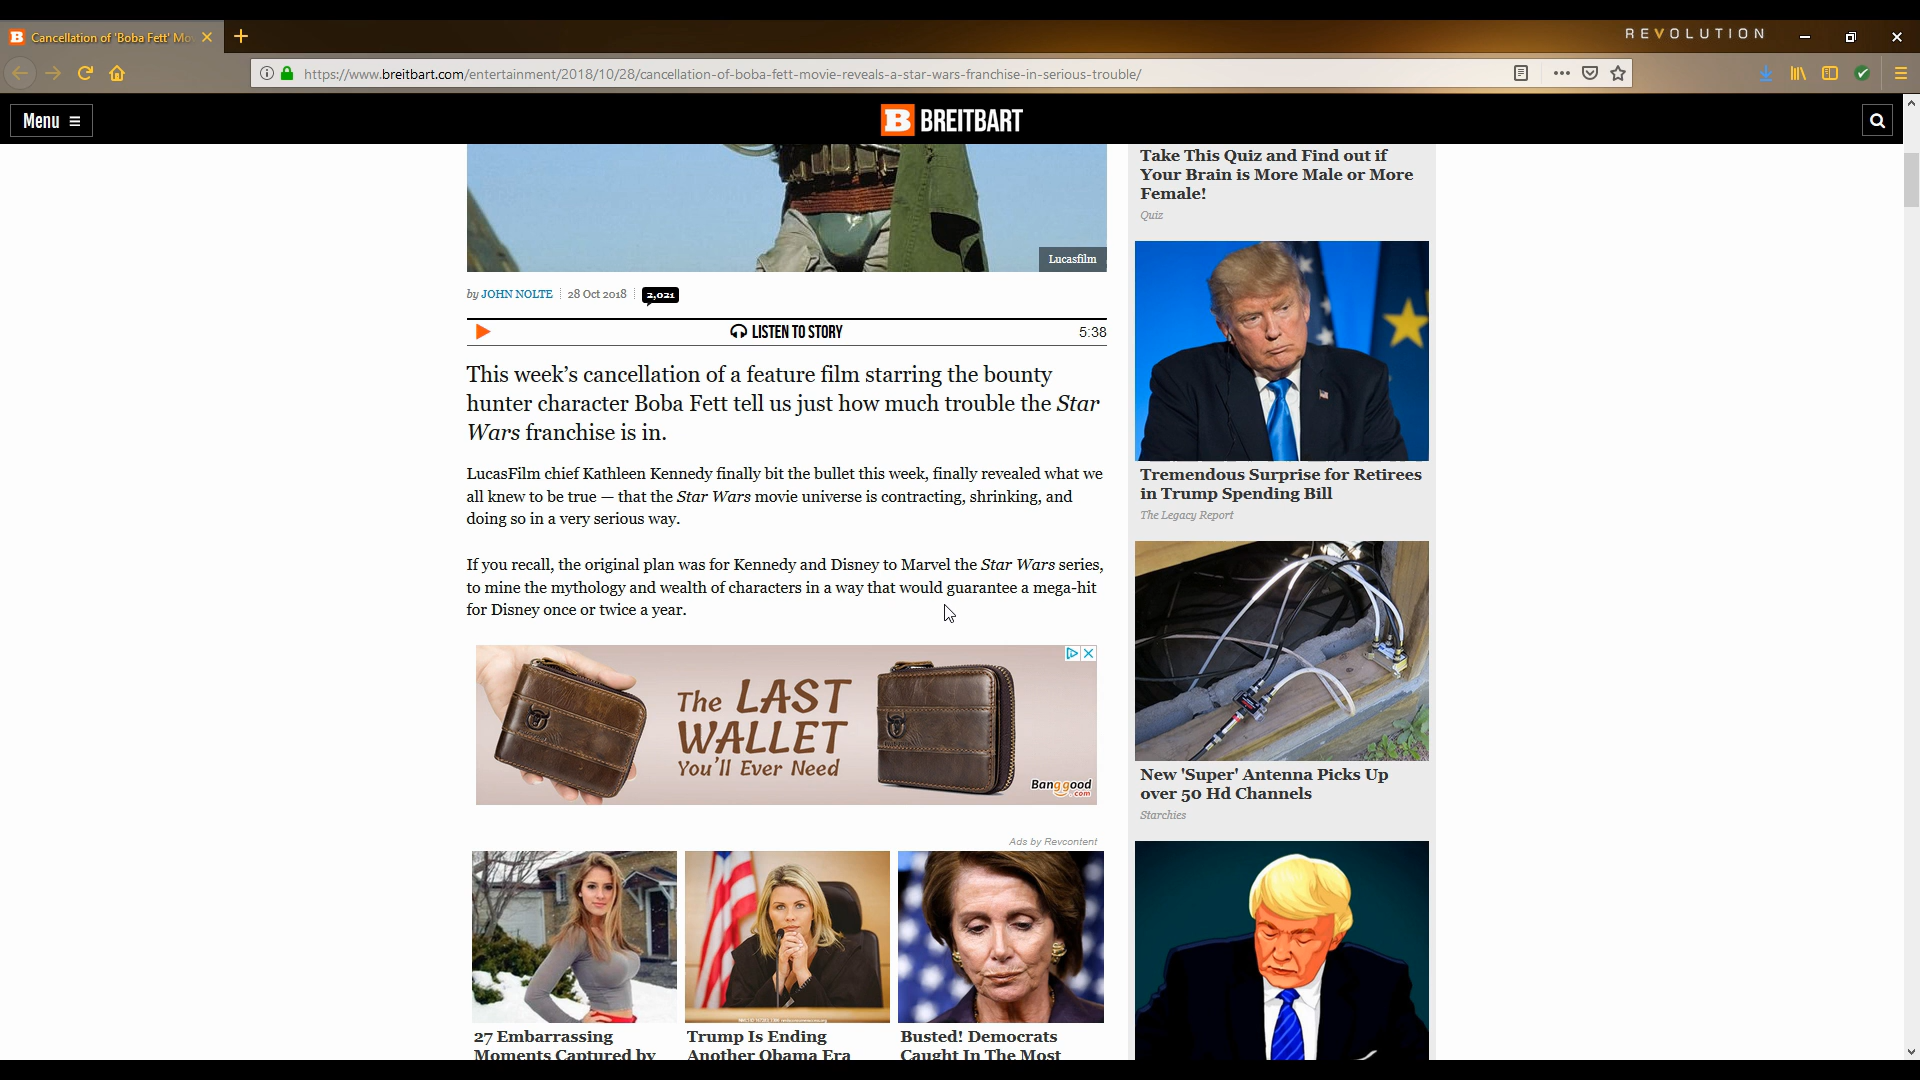 Cancellation of 'Boba Fett' Mo
REVOLUTION
https://www.breitbart.com/entertainment/2018/10/28/cancellation-of-boba-fett-movie-reveals-a-star-wars-franchise-in-serious-trouble/
Menu
B BREITBART
Lucasfilm
by JOHN NOLTE 28 Oct 2018 2,021
LISTEN TO STORY 5:38
This week's cancellation of a feature film starring the bounty
hunter character Boba Fett tell us just how much trouble the Star
Wars franchise is in.
LucasFilm chief Kathleen Kennedy finally bit the bullet this week, finally revealed what we
all knew to be true — that the Star Wars movie universe is contracting, shrinking, and
doing so in a very serious way.
If you recall, the original plan was for Kennedy and Disney to Marvel the Star Wars series,
to mine the mythology and wealth of characters in a way that would guarantee a mega-hit
for Disney once or twice a year.
The LAST
WALLET
You'll Ever Need
Banggood
.com
Ads by Revcontent
27 Embarrassing
Moments Captured by
Trump Is Ending
Another Obama Era
Busted! Democrats
Caught In The Most
Take This Quiz and Find out if
Your Brain is More Male or More
Female!
Quiz
Tremendous Surprise for Retirees
in Trump Spending Bill
The Legacy Report
New 'Super' Antenna Picks Up
over 50 Hd Channels
Starchies